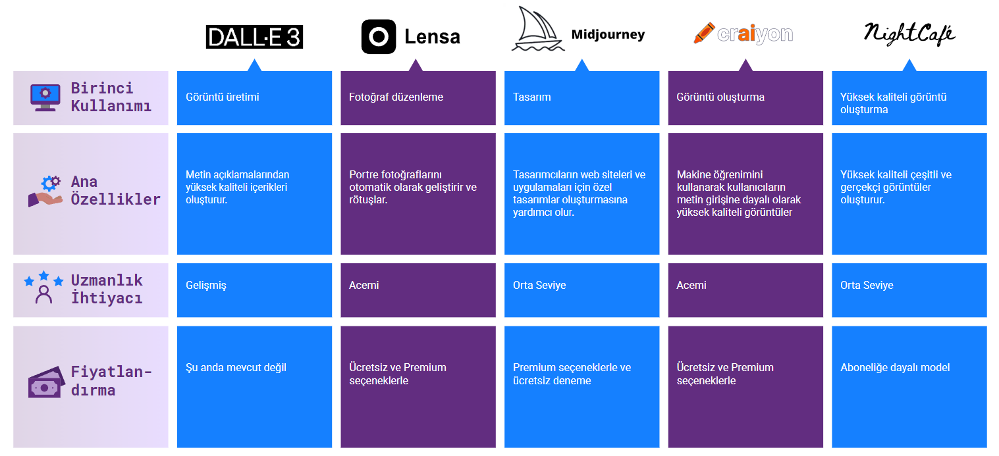 DALL·E 3
Lensa
Midjourney
craiyon
NightCafé
Birinci
Kullanımı
Görüntü üretimi
Fotoğraf düzenleme
Tasarım
Görüntü oluşturma
Yüksek kaliteli görüntü
oluşturma
Ana
Özellikler
Metin açıklamalarından
yüksek kaliteli içerikleri
oluşturur.
Portre fotoğraflarını
otomatik olarak geliştirir ve
rötuşlar.
Tasarımcıların web siteleri ve
uygulamaları için özel
tasarımlar oluşturmasına
yardımcı olur.
Makine öğrenimini
kullanarak kullanıcıların
metin girişine dayalı olarak
yüksek kaliteli görüntüler
Yüksek kaliteli çeşitli ve
gerçekçi görüntüler
oluşturur.
Uzmanlık
İhtiyacı
Gelişmiş
Acemi
Orta Seviye
Acemi
Orta Seviye
Fiyatlan-
dırma
Şu anda mevcut değil
Ücretsiz ve Premium
seçeneklerle
Premium seçeneklerle ve
ücretsiz deneme
Ücretsiz ve Premium
seçeneklerle
Aboneliğe dayalı model